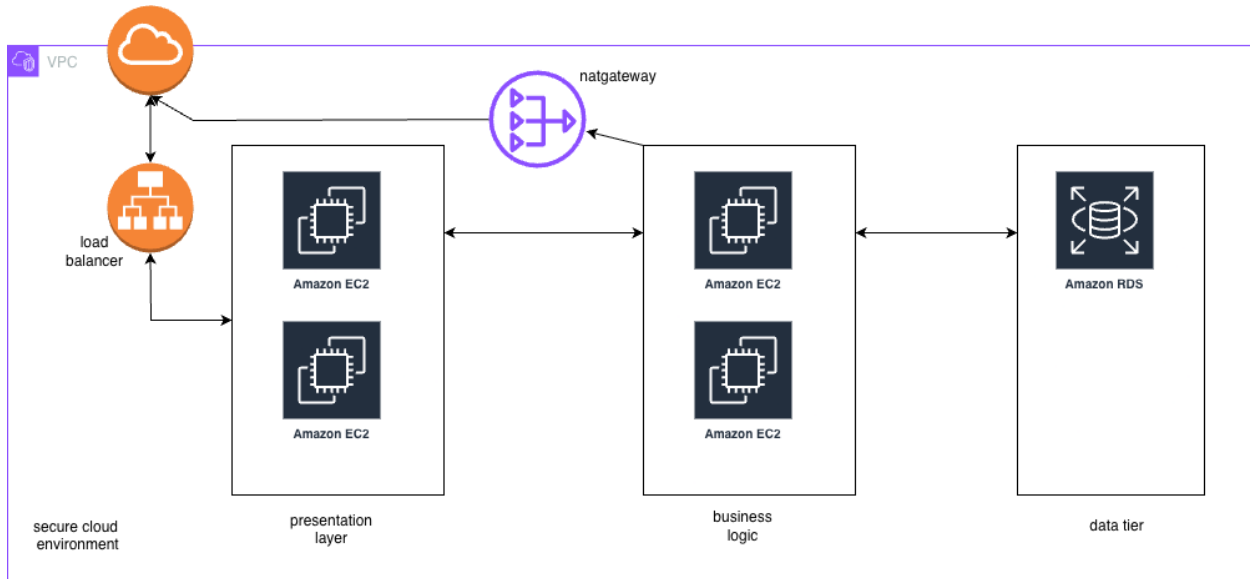 VPC
natgateway
load
balancer
Amazon EC2
Amazon EC2
Amazon RDS
Amazon EC2
Amazon EC2
presentation
layer
business
logic
data tier
secure cloud
environment